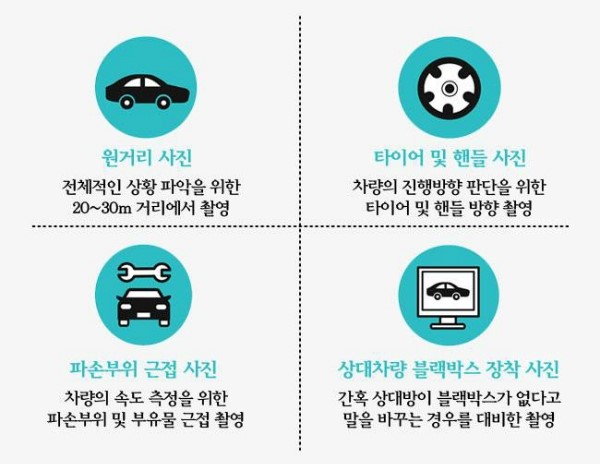 원거리 사진
전체적인 상황 파악을 위한
20~30m 거리에서 촬영
타이어 및 핸들 사진
차량의 진행방향 판단을 위한
타이어 및 핸들 방향 촬영
파손부위 근접 사진
차량의 속도 측정을 위한
파손부위 및 부유물 근접 촬영
상대차량 블랙박스 장착 사진
간혹 상대방이 블랙박스가 없다고
말을 바꾸는 경우를 대비한 촬영